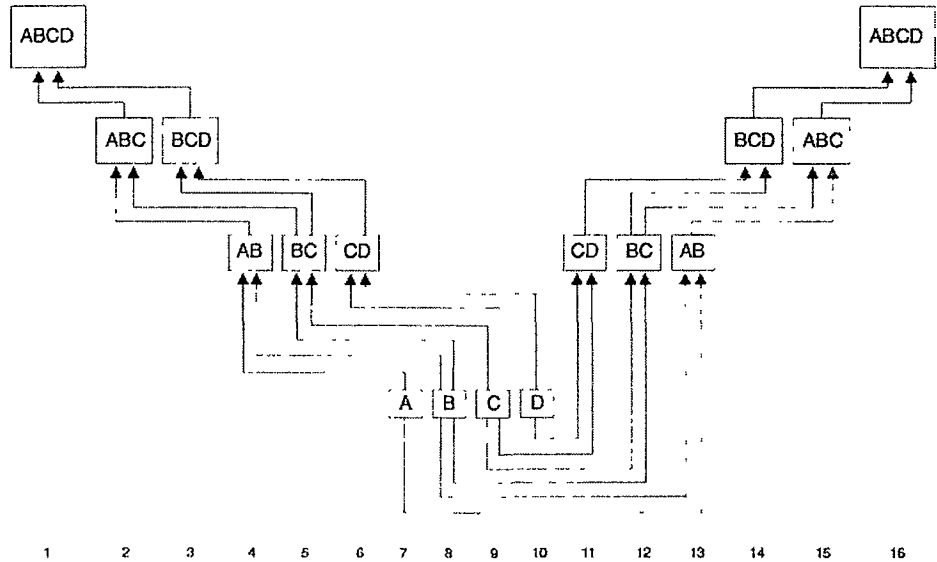 ABCD ABCD
ABC BCD BCD ABC
AB BC CD CD BC AB
A B C D
1 2 3 4 5 6 7 8 9 10 11 12 13 14 15 16